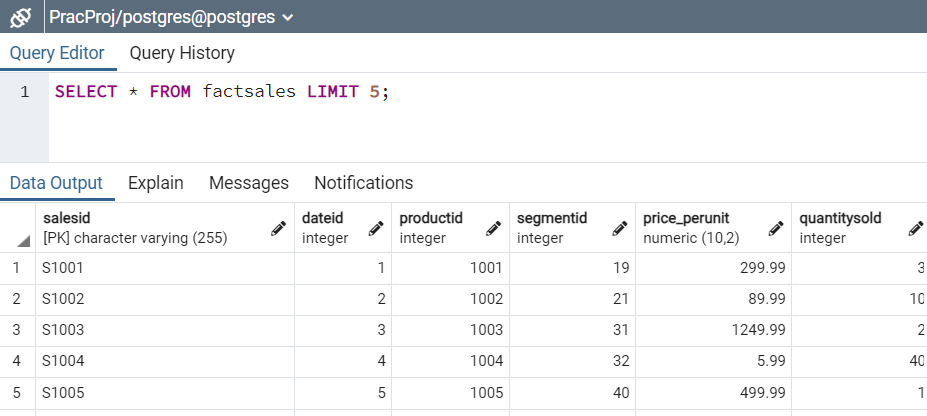 PracProj/postgres@postgres
Query Editor Query History
1 SELECT * FROM factsales LIMIT 5;
Data Output Explain Messages Notifications
salesid dateid productid segmentid price_perunit quantitysold
[PK] character varying (255) integer integer integer numeric (10,2) integer
1 S1001 1 1001 19 299.99 3
2 S1002 2 1002 21 89.99 10
3 S1003 3 1003 31 1249.99 2
4 S1004 4 1004 32 5.99 40
5 S1005 5 1005 40 499.99 1